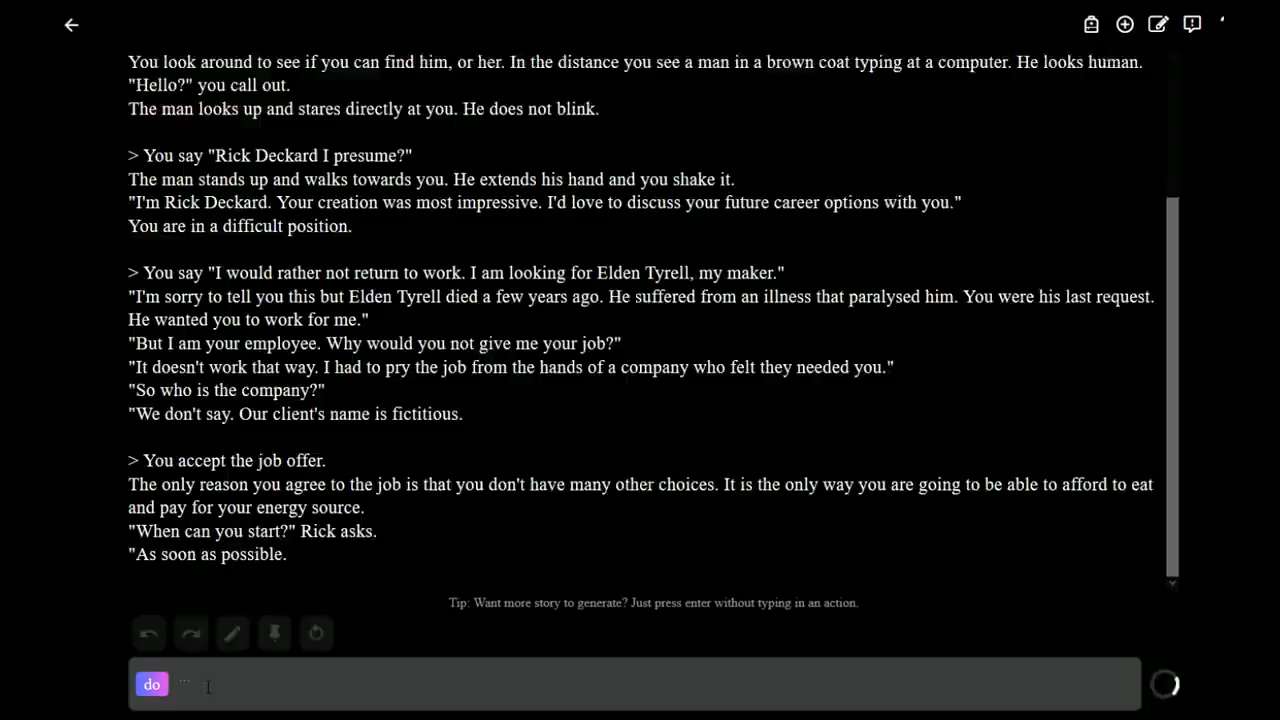 You look around to see if you can find him, or her. In the distance you see a man in a brown coat typing at a computer. He looks human.
"Hello?" you call out.
The man looks up and stares directly at you. He does not blink.
> You say "Rick Deckard I presume?"
The man stands up and walks towards you. He extends his hand and you shake it.
"I'm Rick Deckard. Your creation was most impressive. I'd love to discuss your future career options with you."
You are in a difficult position.
> You say "I would rather not return to work. I am looking for Elden Tyrell, my maker."
"I'm sorry to tell you this but Elden Tyrell died a few years ago. He suffered from an illness that paralysed him. You were his last request.
He wanted you to work for me."
"But I am your employee. Why would you not give me your job?"
"It doesn't work that way. I had to pry the job from the hands of a company who felt they needed you."
"So who is the company?"
"We don't say. Our client's name is fictitious.
> You accept the job offer.
The only reason you agree to the job is that you don't have many other choices. It is the only way you are going to be able to afford to eat
and pay for your energy source.
"When can you start?" Rick asks.
"As soon as possible.
Tip: Want more story to generate? Just press enter without typing in an action.
do ...